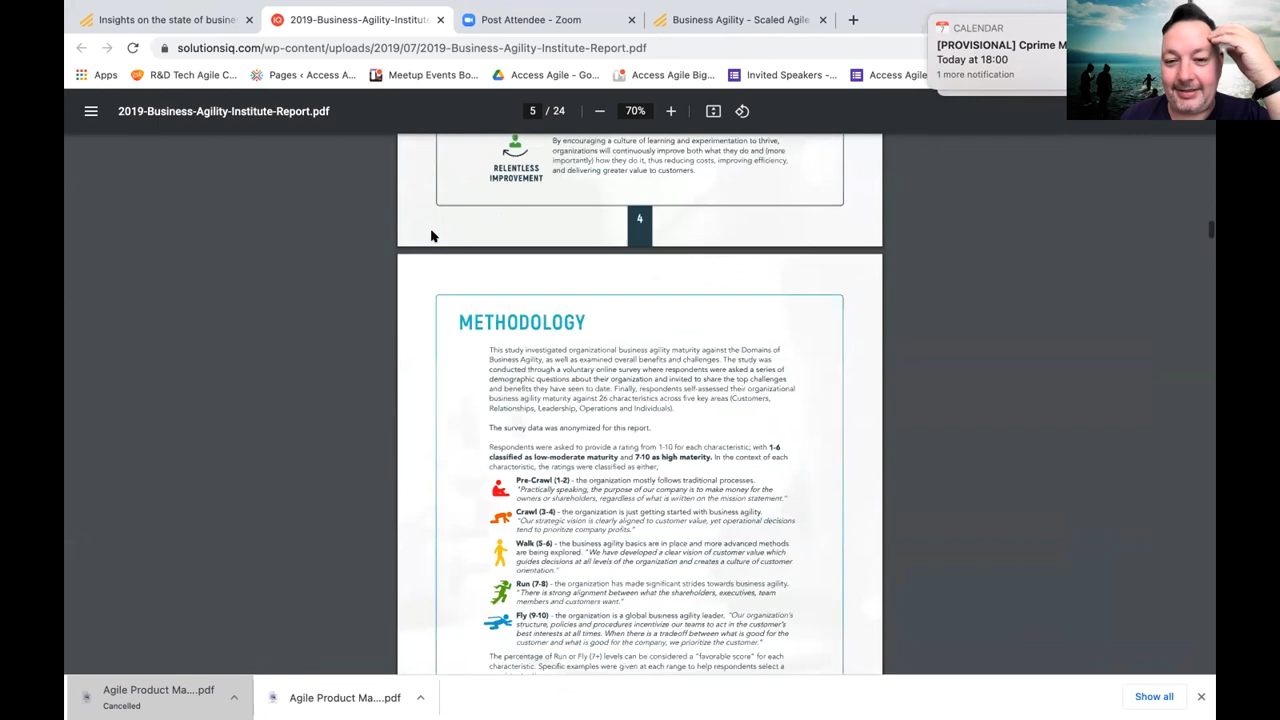 Insights on the state of busine
2019-Business-Agility-Institute
Post Attendee - Zoom
Business Agility - Scaled Agile
solutionsiq.com/wp-content/uploads/2019/07/2019-Business-Agility-Institute-Report.pdf
CALENDAR
[PROVISIONAL] Cprime M
Today at 18:00
1 more notification
Apps
R&D Tech Agile C...
Pages ‹ Access A...
Meetup Events Bo...
Access Agile - Go...
Access Agile Big...
Invited Speakers -...
Access Agile
2019-Business-Agility-Institute-Report.pdf
5 / 24
70%
RELENTLESS
IMPROVEMENT
By encouraging a culture of learning and experimentation to thrive,
organizations will continuously improve both what they do and (more
importantly) how they do it, thus reducing costs, improving efficiency,
and delivering greater value to customers.
4
METHODOLOGY
This study investigated organizational business agility maturity against the Domains of
Business Agility, as well as examined overall benefits and challenges. The study was
conducted through a voluntary online survey where respondents were asked a series of
demographic questions about their organization and invited to share the top challenges
and benefits they have seen to date. Finally, respondents self-assessed their organizational
business agility maturity against 26 characteristics across five key areas (Customers,
Relationships, Leadership, Operations and Individuals).
The survey data was anonymized for this report.
Respondents were asked to provide a rating from 1-10 for each characteristic; with 1-6
classified as low-moderate maturity and 7-10 as high materity. In the context of each
characteristic, the ratings were classified as either;
Pre-Crawl (1-2) - the organization mostly follows traditional processes.
"Practically speaking, the purpose of our company is to make money for the
owners or shareholders, regardless of what is written on the mission statement."
Crawl (3-4) - the organization is just getting started with business agility.
"Our strategic vision is clearly aligned to customer value, yet operational decisions
tend to prioritize company profits."
Walk (5-6) - the business agility basics are in place and more advanced methods
are being explored. "We have developed a clear vision of customer value which
guides decisions at all levels of the organization and creates a culture of customer
orientation."
Run (7-8) - the organization has made significant strides towards business agility.
"There is strong alignment between what the shareholders, executives, team
members and customers want."
Fly (9-10) - the organization is a global business agility leader. "Our organization's
structure, policies and procedures incentivize our teams to act in the customer's
best interests at all times. When there is a tradeoff between what is good for the
customer and what is good for the company, we prioritize the customer."
The percentage of Run or Fly (7+) levels can be considered a "favorable score" for each
characteristic. Specific examples were given at each range to help respondents select a
Agile Product Ma....pdf
Cancelled
Agile Product Ma....pdf
Show all